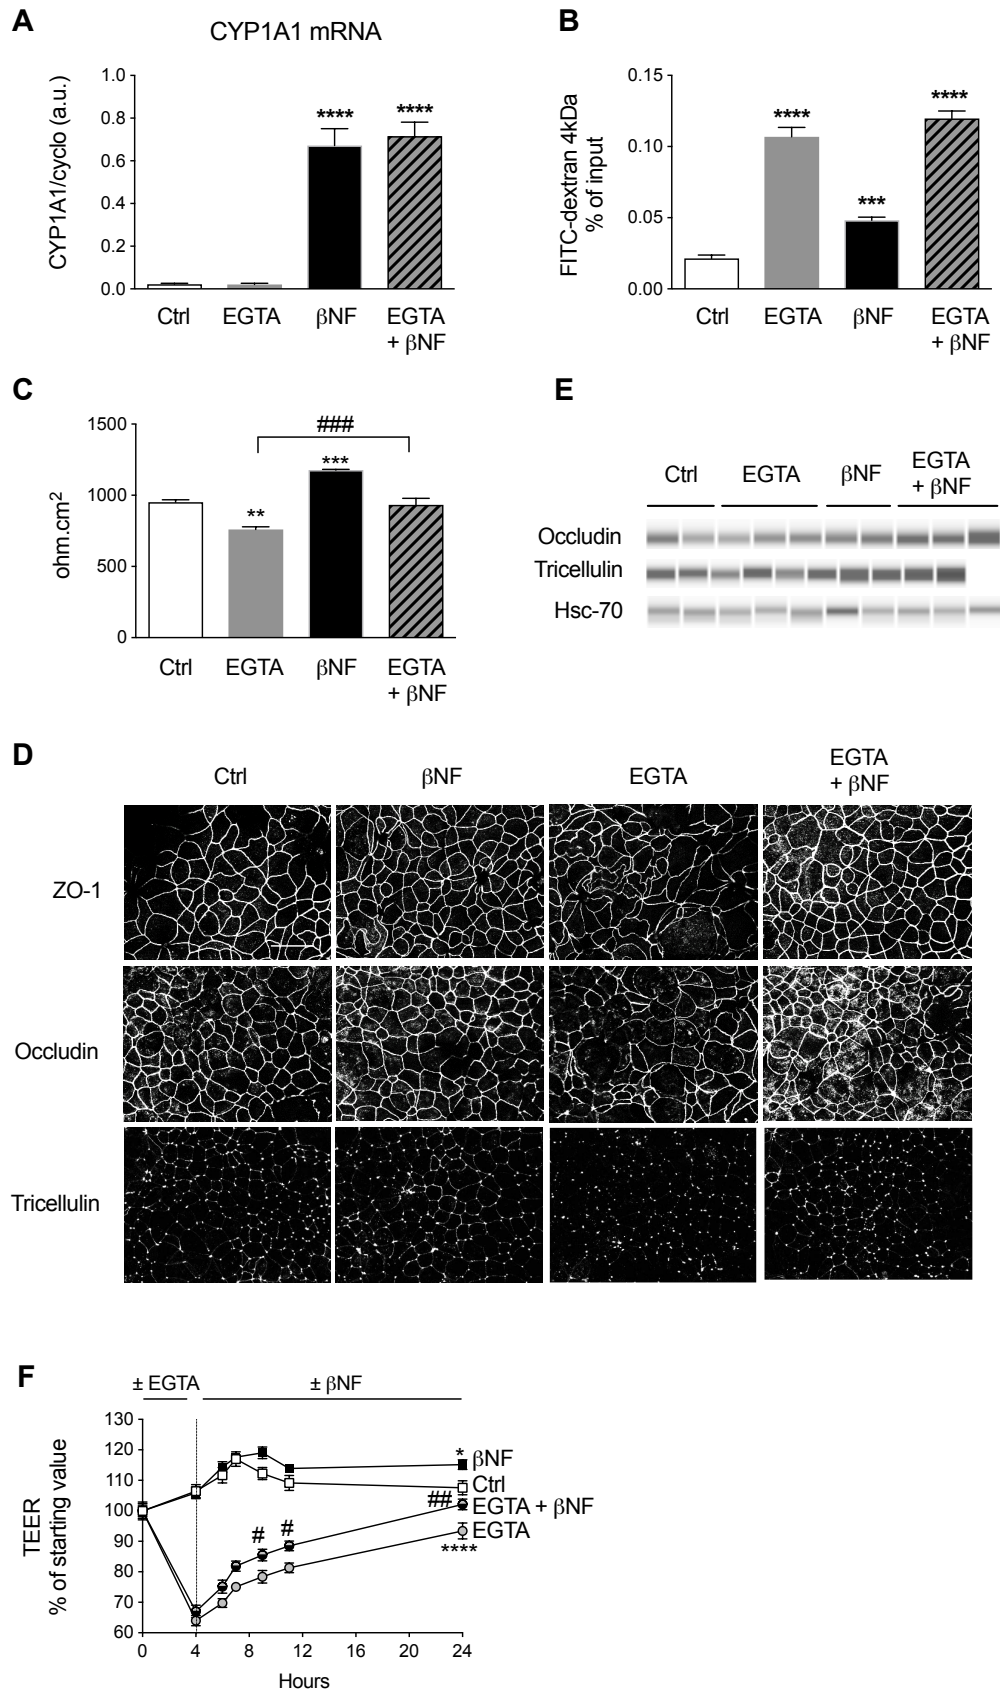 A
CYP1A1 mRNA
CYP1A1/cyclo (a.u.)
1.0
0.8
0.6
0.4
0.2
0.0
****
****
Ctrl
EGTA
βNF
EGTA
+ βNF
B
FITC-dextran 4kDa
% of input
0.15
0.10
0.05
0.00
****
***
****
Ctrl
EGTA
βNF
EGTA
+ βNF
C
ohm.cm²
1500
1000
500
0
###
**
***
Ctrl
EGTA
βNF
EGTA
+ βNF
E
Ctrl
EGTA
βNF
EGTA
+ βNF
Occludin
Tricellulin
Hsc-70
D
Ctrl
βNF
EGTA
EGTA
+ βNF
ZO-1
Occludin
Tricellulin
F
± EGTA
± βNF
TEER
% of starting value
130
120
110
100
90
80
70
60
0
4
8
12
16
20
24
Hours
* βNF
Ctrl
## EGTA + βNF
EGTA
****
#
#